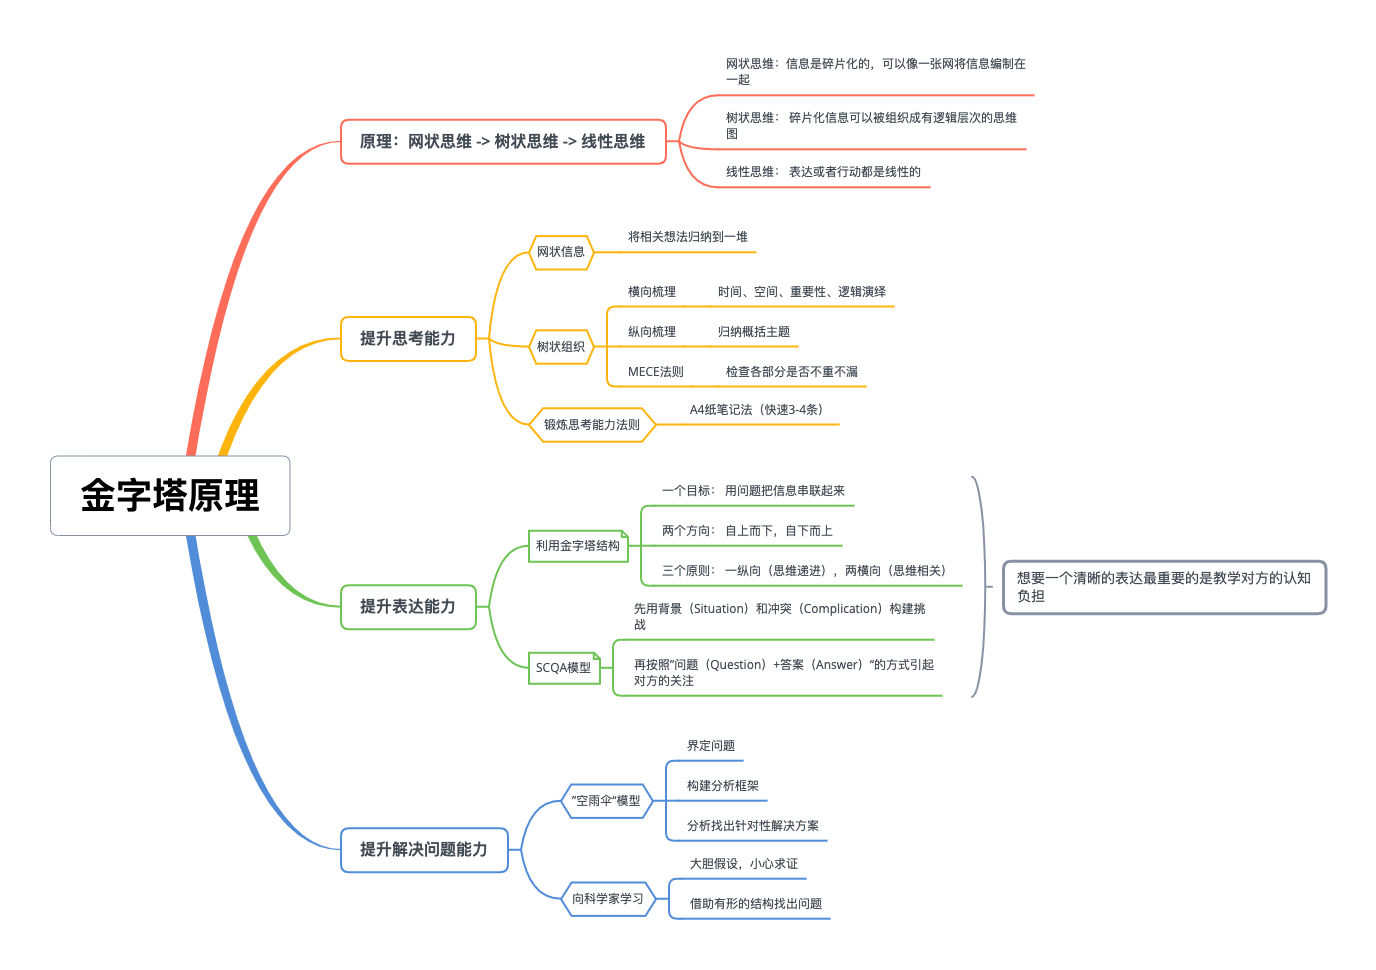 金字塔原理
原理：网状思维 -> 树状思维 -> 线性思维
网状思维：信息是碎片化的，可以像一张网将信息编制在
一起
树状思维： 碎片化信息可以被组织成有逻辑层次的思维
图
线性思维： 表达或者行动都是线性的
提升思考能力
网状信息
将相关想法归纳到一堆
树状组织
横向梳理
时间、空间、重要性、逻辑演绎
纵向梳理
归纳概括主题
MECE法则
检查各部分是否不重不漏
锻炼思考能力法则
A4纸笔记法（快速3-4条）
提升表达能力
利用金字塔结构
一个目标： 用问题把信息串联起来
两个方向： 自上而下，自下而上
三个原则： 一纵向（思维递进），两横向（思维相关）
SCQA模型
先用背景（Situation）和冲突（Complication）构建挑
战
再按照”问题（Question）+答案（Answer）“的方式引起
对方的关注
想要一个清晰的表达最重要的是教学对方的认知
负担
提升解决问题能力
”空雨伞“模型
界定问题
构建分析框架
分析找出针对性解决方案
向科学家学习
大胆假设，小心求证
借助有形的结构找出问题